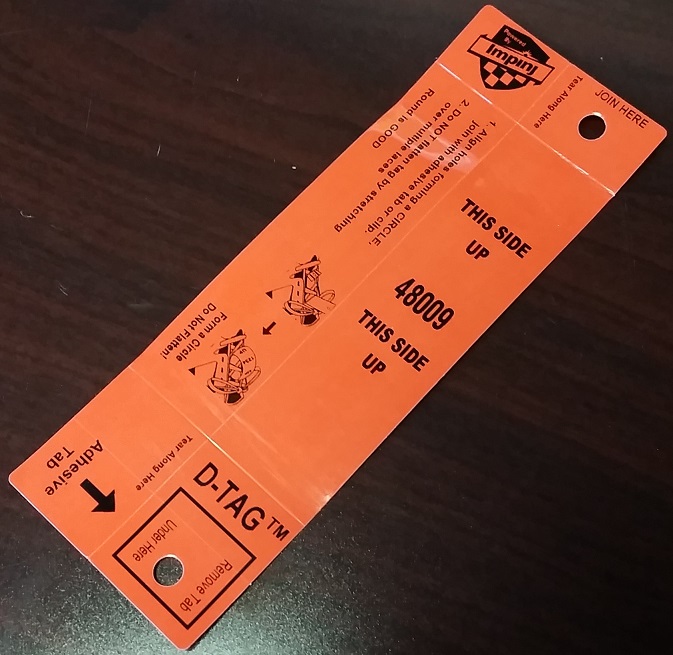 Powered
By
Impinj
JOIN HERE
Tear Along Here
1. Align holes forming a CIRCLE,
join with adhesive tab or clip.
2. Do NOT flatten tag by stretching
over multiple laces
Round is GOOD
THIS SIDE
UP
48009
THIS SIDE
UP
Form a Circle
Do Not Flatten!
Tear Along Here
Adhesive
Tab
D-TAG™
Remove Tab
Under Here